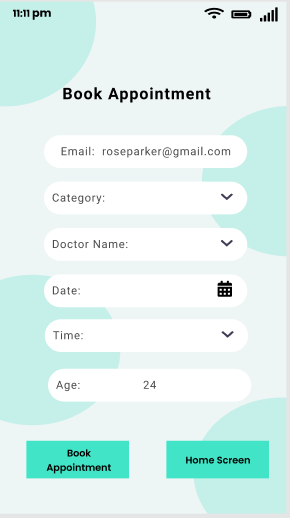 11:11 pm
Book Appointment
Email: roseparker@gmail.com
Category:
Doctor Name:
Date:
Time:
Age: 24
Book
Appointment
Home Screen